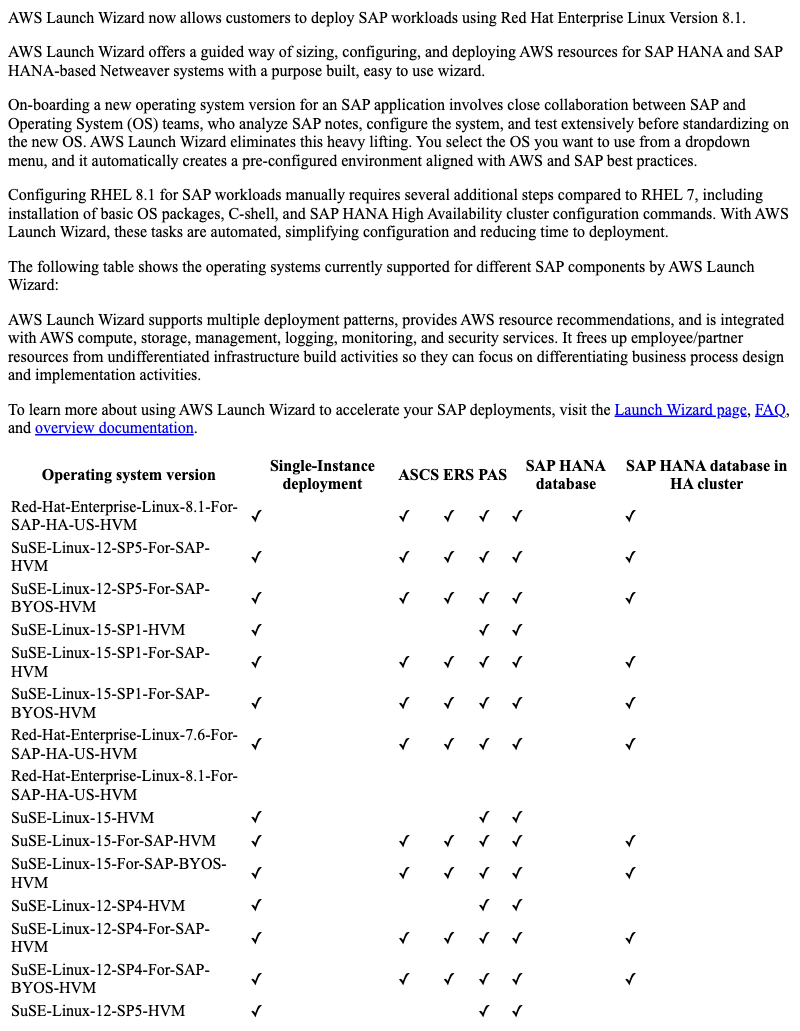 AWS Launch Wizard now allows customers to deploy SAP workloads using Red Hat Enterprise Linux Version 8.1.
AWS Launch Wizard offers a guided way of sizing, configuring, and deploying AWS resources for SAP HANA and SAP
HANA-based Netweaver systems with a purpose built, easy to use wizard.
On-boarding a new operating system version for an SAP application involves close collaboration between SAP and
Operating System (OS) teams, who analyze SAP notes, configure the system, and test extensively before standardizing on
the new OS. AWS Launch Wizard eliminates this heavy lifting. You select the OS you want to use from a dropdown
menu, and it automatically creates a pre-configured environment aligned with AWS and SAP best practices.
Configuring RHEL 8.1 for SAP workloads manually requires several additional steps compared to RHEL 7, including
installation of basic OS packages, C-shell, and SAP HANA High Availability cluster configuration commands. With AWS
Launch Wizard, these tasks are automated, simplifying configuration and reducing time to deployment.
The following table shows the operating systems currently supported for different SAP components by AWS Launch
Wizard:
AWS Launch Wizard supports multiple deployment patterns, provides AWS resource recommendations, and is integrated
with AWS compute, storage, management, logging, monitoring, and security services. It frees up employee/partner
resources from undifferentiated infrastructure build activities so they can focus on differentiating business process design
and implementation activities.
To learn more about using AWS Launch Wizard to accelerate your SAP deployments, visit the Launch Wizard page, FAQ,
and overview documentation.
Operating system version Single-Instance deployment ASCS ERS PAS SAP HANA database SAP HANA database in HA cluster
Red-Hat-Enterprise-Linux-8.1-For-
SAP-HA-US-HVM ✓ ✓ ✓ ✓ ✓ ✓
SuSE-Linux-12-SP5-For-SAP-
HVM ✓ ✓ ✓ ✓ ✓ ✓
SuSE-Linux-12-SP5-For-SAP-
BYOS-HVM ✓ ✓ ✓ ✓ ✓ ✓
SuSE-Linux-15-SP1-HVM ✓ ✓ ✓
SuSE-Linux-15-SP1-For-SAP-
HVM ✓ ✓ ✓ ✓ ✓ ✓
SuSE-Linux-15-SP1-For-SAP-
BYOS-HVM ✓ ✓ ✓ ✓ ✓ ✓
Red-Hat-Enterprise-Linux-7.6-For-
SAP-HA-US-HVM ✓ ✓ ✓ ✓ ✓ ✓
Red-Hat-Enterprise-Linux-8.1-For-
SAP-HA-US-HVM
SuSE-Linux-15-HVM ✓ ✓ ✓
SuSE-Linux-15-For-SAP-HVM ✓ ✓ ✓ ✓ ✓ ✓
SuSE-Linux-15-For-SAP-BYOS-
HVM ✓ ✓ ✓ ✓ ✓ ✓
SuSE-Linux-12-SP4-HVM ✓ ✓ ✓
SuSE-Linux-12-SP4-For-SAP-
HVM ✓ ✓ ✓ ✓ ✓ ✓
SuSE-Linux-12-SP4-For-SAP-
BYOS-HVM ✓ ✓ ✓ ✓ ✓ ✓
SuSE-Linux-12-SP5-HVM ✓ ✓ ✓